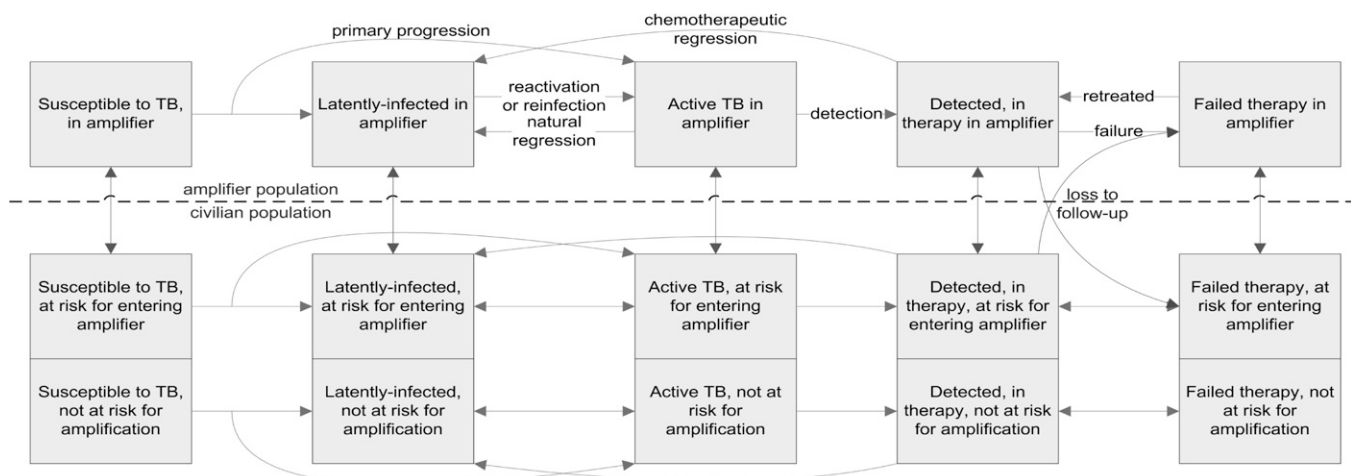 primary progression
chemotherapeutic
regression
Susceptible to TB,
in amplifier
Latently-infected in
amplifier
reactivation
or reinfection
natural
regression
Active TB in
amplifier
detection
Detected, in
therapy in amplifier
retreated
failure
Failed therapy in
amplifier
amplifier population
civilian population
loss to
follow-up
Susceptible to TB,
at risk for entering
amplifier
Latently-infected,
at risk for entering
amplifier
Active TB, at risk
for entering
amplifier
Detected, in
therapy, at risk for
entering amplifier
Failed therapy, at
risk for entering
amplifier
Susceptible to TB,
not at risk for
amplification
Latently-infected,
not at risk for
amplification
Active TB, not at
risk for
amplification
Detected, in
therapy, not at risk
for amplification
Failed therapy, not
at risk for
amplification